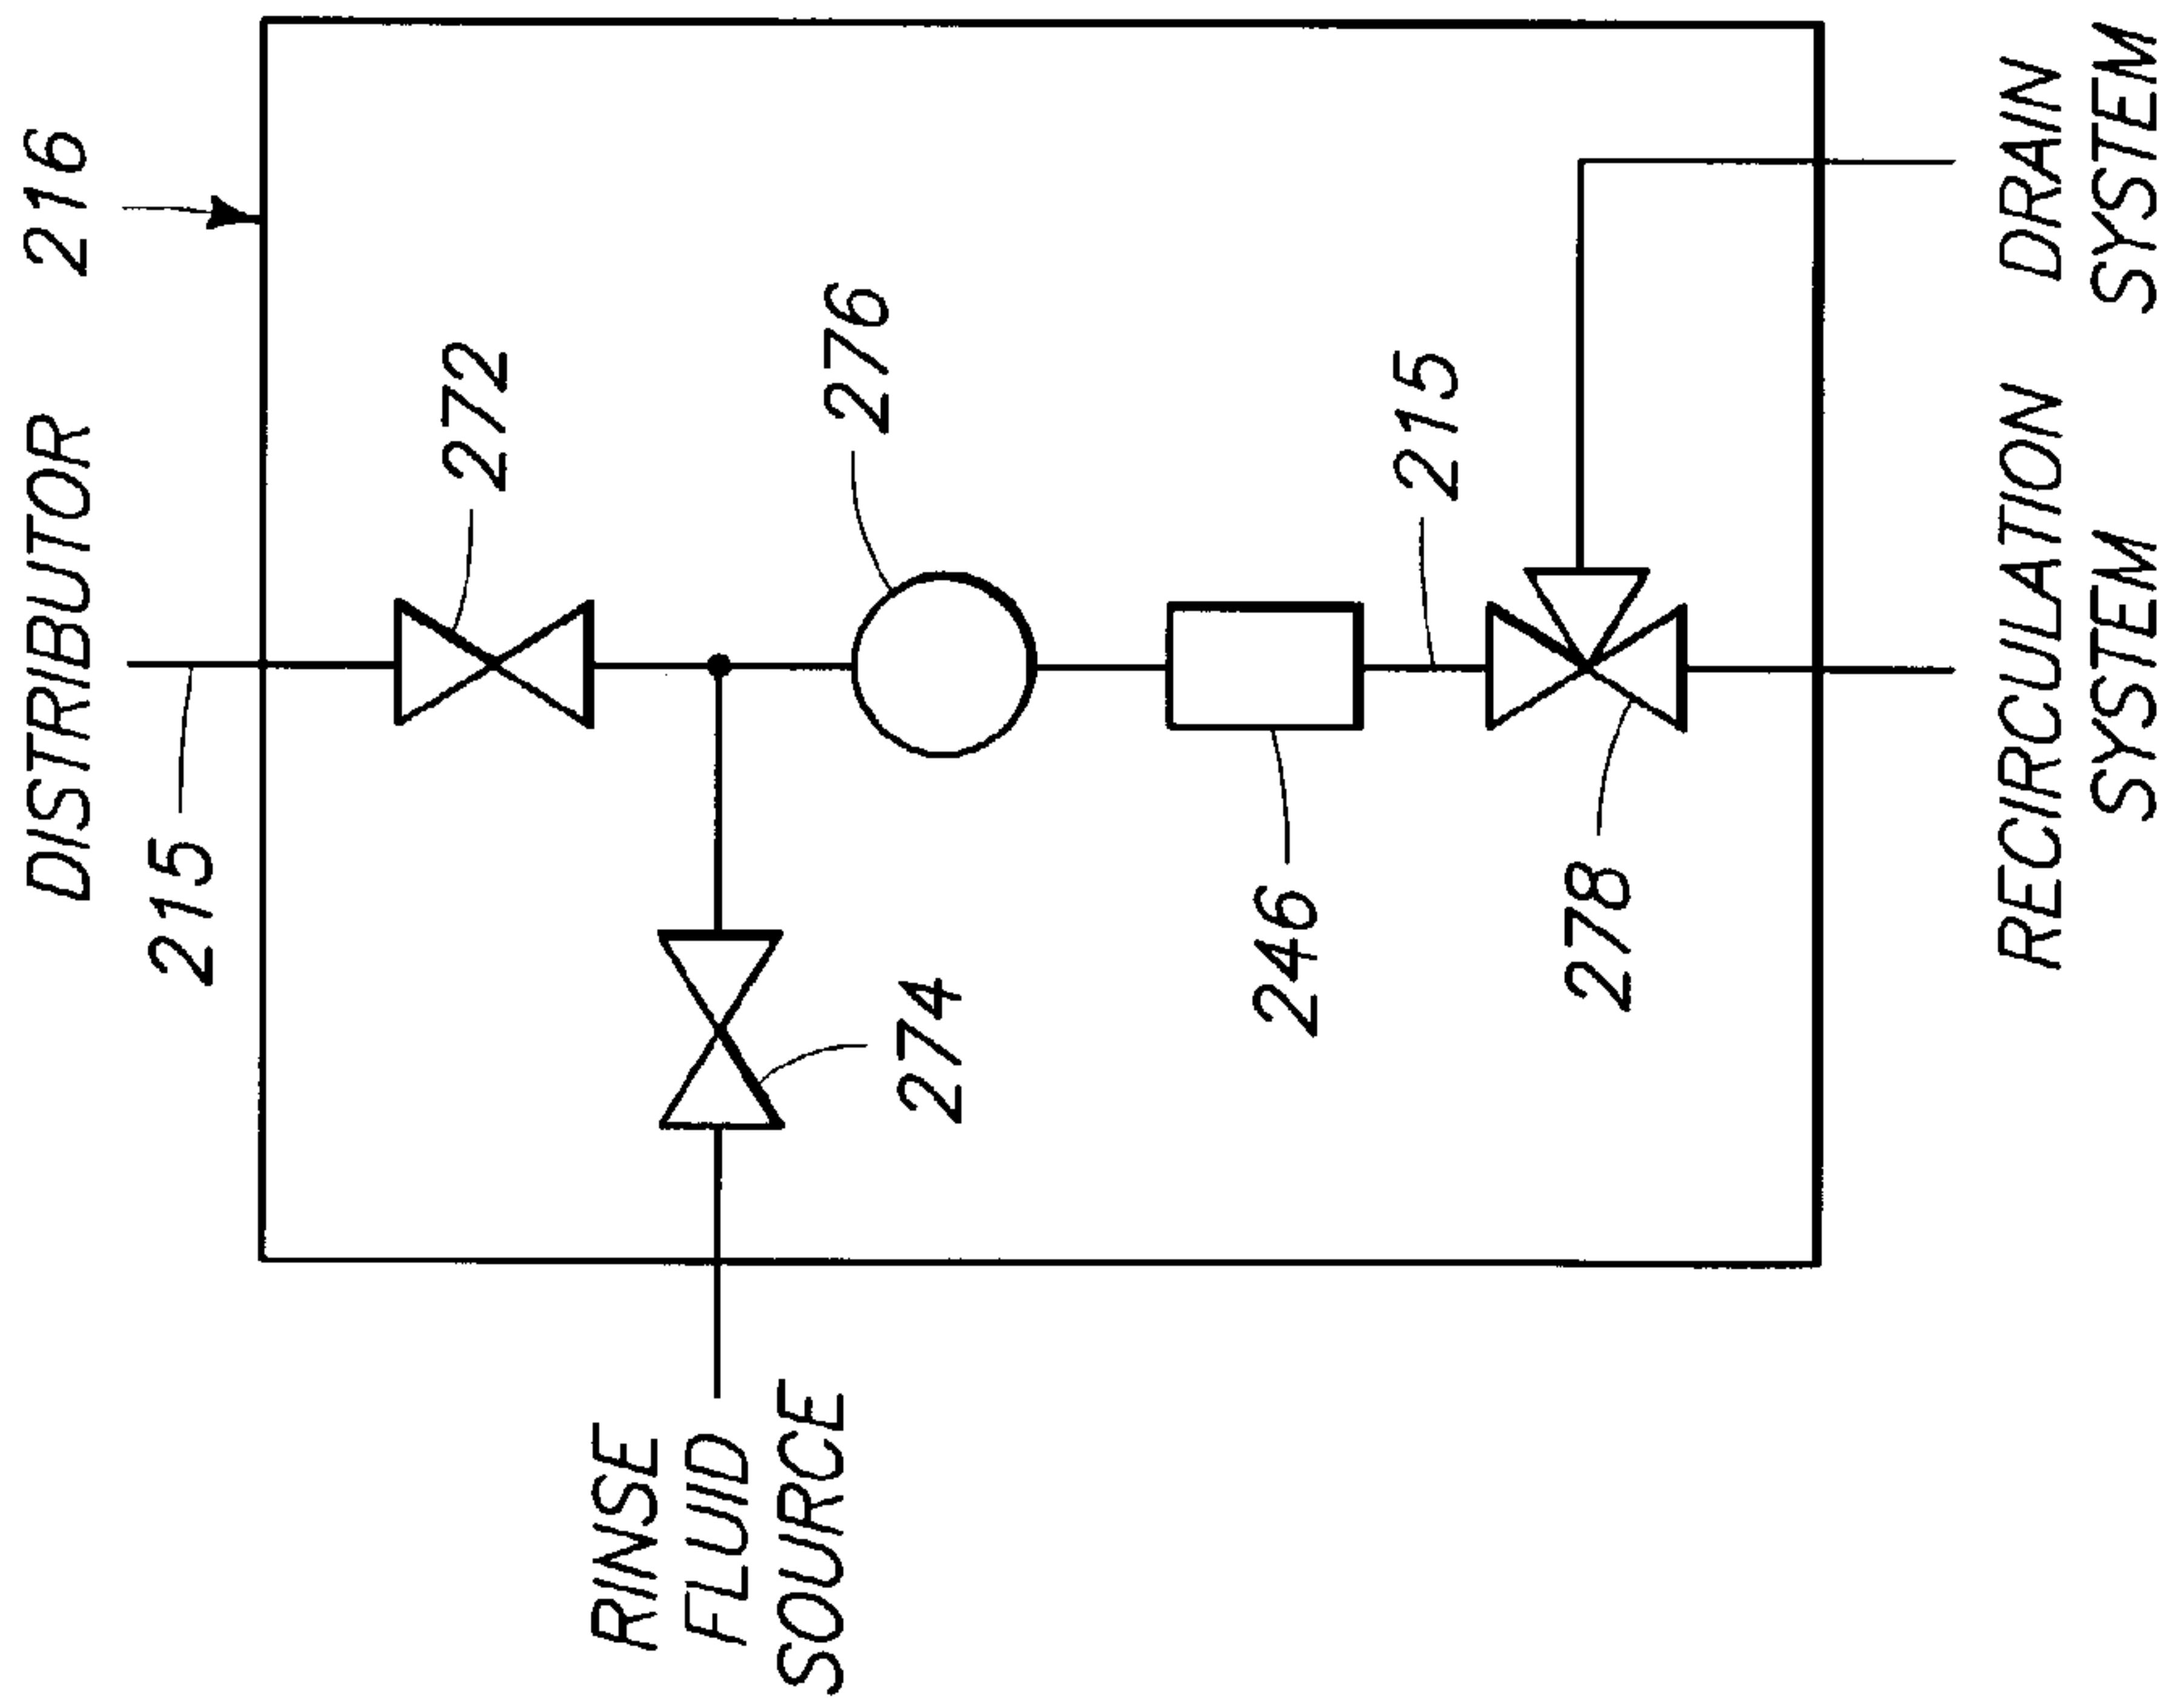 DISTRIBUTOR
216
215
272
276
274
215
246
278
RINSE
FLUID
SOURCE
RECIRCULATION
SYSTEM
DRAIN
SYSTEM